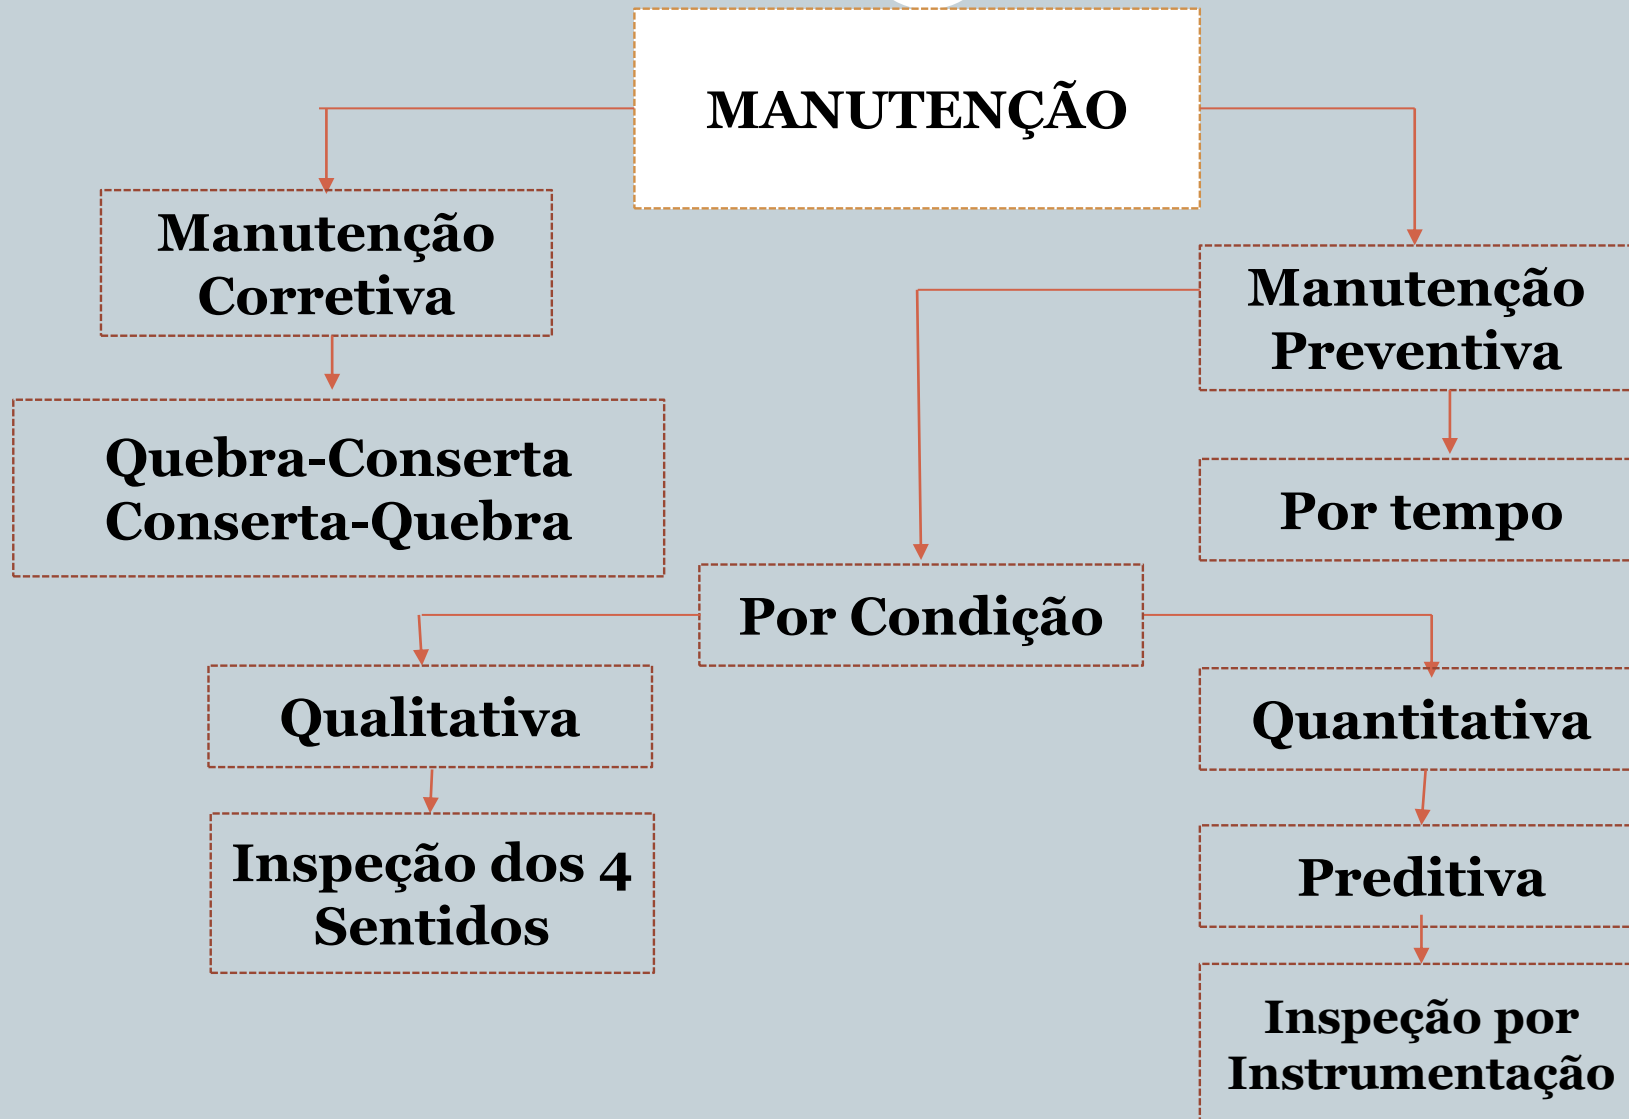 MANUTENÇÃO
Manutenção
Corretiva
Manutenção
Preventiva
Quebra-Conserta
Conserta-Quebra
Por tempo
Por Condição
Qualitativa
Quantitativa
Inspeção dos 4
Sentidos
Preditiva
Inspeção por
Instrumentação